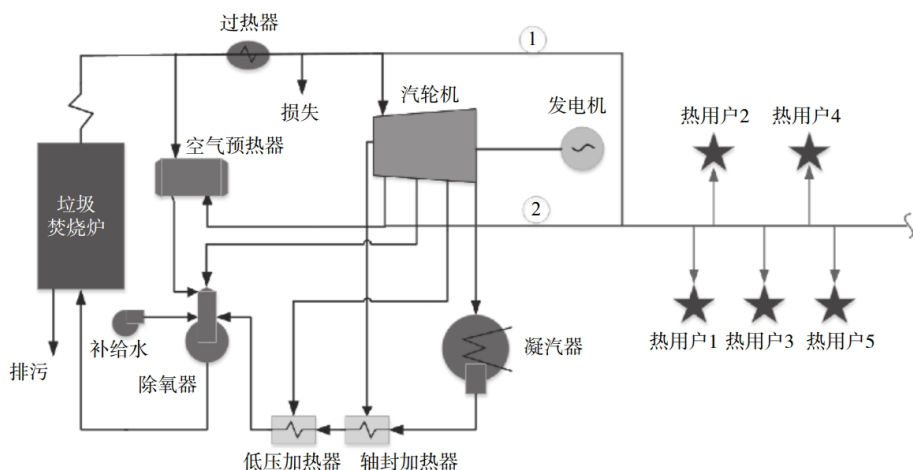 过热器
1
损失
汽轮机
发电机
热用户2
热用户4
空气预热器
垃圾
焚烧炉
2
补给水
排污
除氧器
凝汽器
热用户1
热用户3
热用户5
低压加热器
轴封加热器